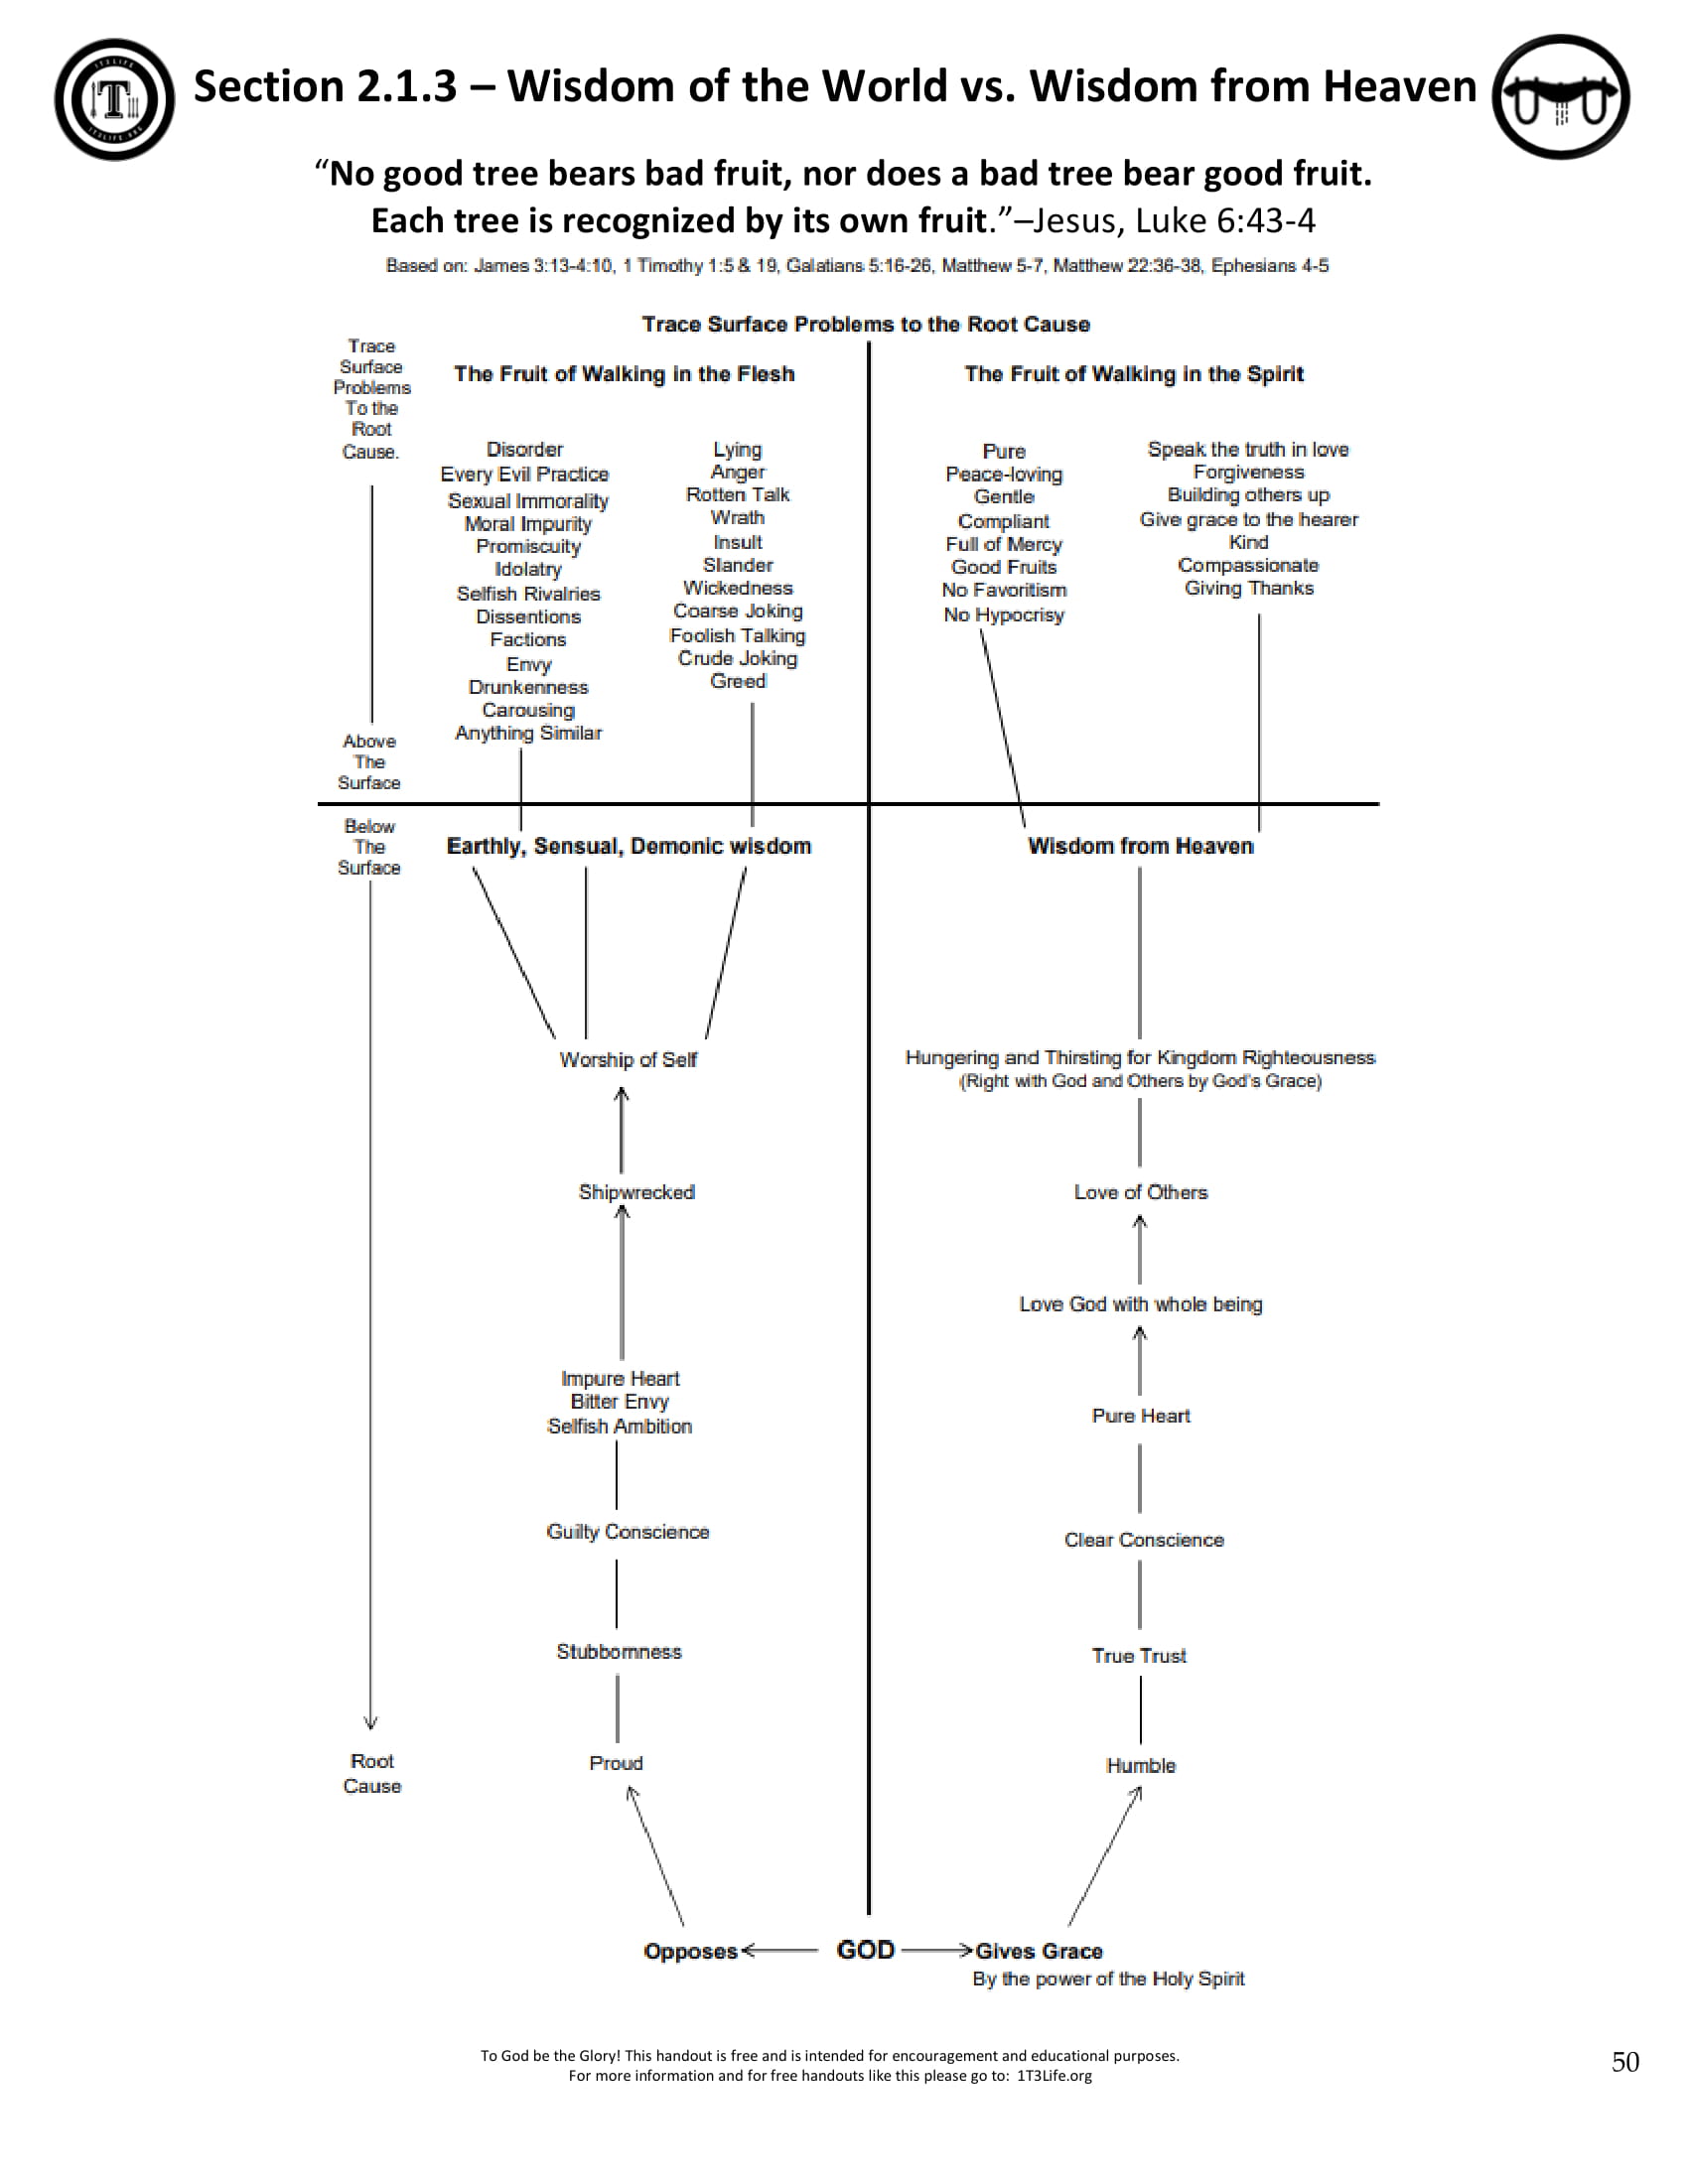 Section 2.1.3 – Wisdom of the World vs. Wisdom from Heaven
“No good tree bears bad fruit, nor does a bad tree bear good fruit.
Each tree is recognized by its own fruit.”–Jesus, Luke 6:43-4
Based on: James 3:13-4:10, 1 Timothy 1:5 & 19, Galatians 5:16-26, Matthew 5-7, Matthew 22:36-38, Ephesians 4-5
Trace Surface Problems to the Root Cause
Trace
Surface
Problems
To the
Root
Cause.
Above
The
Surface
Below
The
Surface
Root
Cause
The Fruit of Walking in the Flesh
Disorder
Every Evil Practice
Sexual Immorality
Moral Impurity
Promiscuity
Idolatry
Selfish Rivalries
Dissentions
Factions
Envy
Drunkenness
Carousing
Anything Similar
Lying
Anger
Rotten Talk
Wrath
Insult
Slander
Wickedness
Coarse Joking
Foolish Talking
Crude Joking
Greed
Earthly, Sensual, Demonic wisdom
Worship of Self
Shipwrecked
Impure Heart
Bitter Envy
Selfish Ambition
Guilty Conscience
Stubbornness
Proud
The Fruit of Walking in the Spirit
Pure
Peace-loving
Gentle
Compliant
Full of Mercy
Good Fruits
No Favoritism
No Hypocrisy
Speak the truth in love
Forgiveness
Building others up
Give grace to the hearer
Kind
Compassionate
Giving Thanks
Wisdom from Heaven
Hungering and Thirsting for Kingdom Righteousness
(Right with God and Others by God's Grace)
Love of Others
Love God with whole being
Pure Heart
Clear Conscience
True Trust
Humble
Opposes GOD Gives Grace
By the power of the Holy Spirit
To God be the Glory! This handout is free and is intended for encouragement and educational purposes.
For more information and for free handouts like this please go to: 1T3Life.org
50